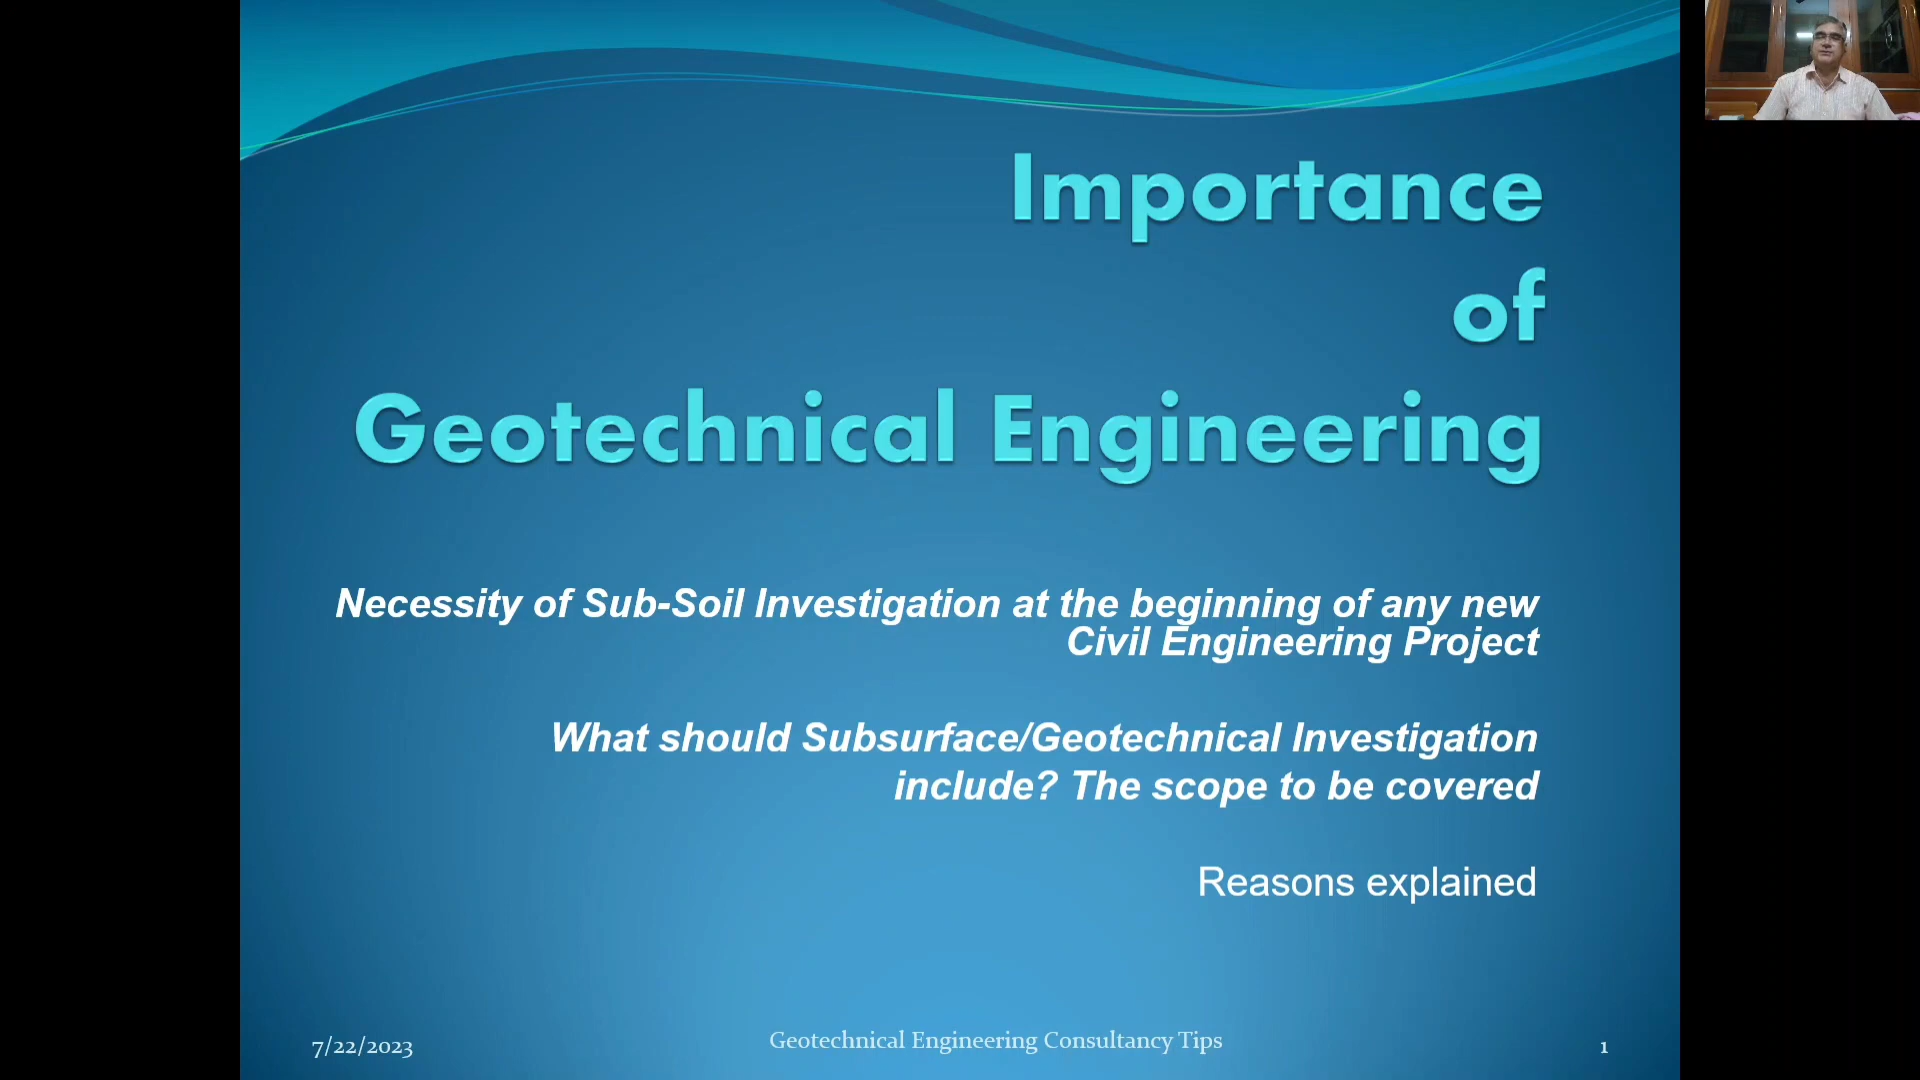 Importance
of
Geotechnical Engineering
Necessity of Sub-Soil Investigation at the beginning of any new
Civil Engineering Project
What should Subsurface/Geotechnical Investigation
include? The scope to be covered
Reasons explained
7/22/2023
Geotechnical Engineering Consultancy Tips
1